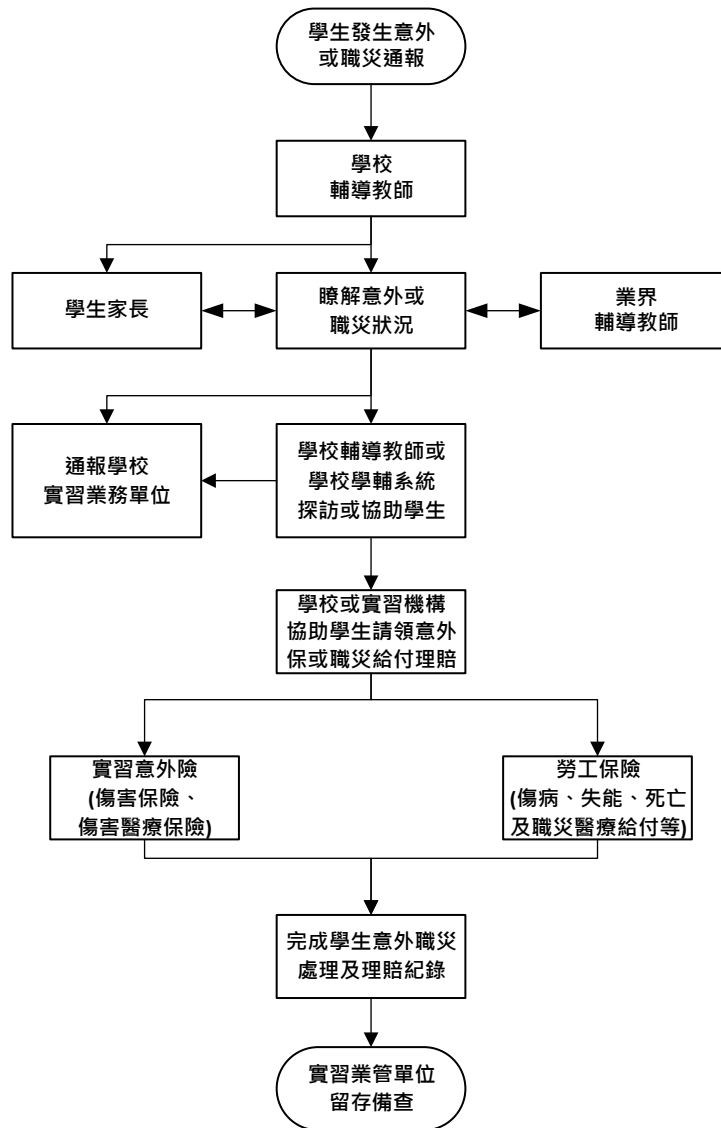 學生發生意外
或職災通報
學校
輔導教師
學生家長
瞭解意外或
職災狀況
業界
輔導教師
通報學校
實習業務單位
學校輔導教師或
學校學輔系統
探訪或協助學生
學校或實習機構
協助學生請領意外
保或職災給付理賠
實習意外險
(傷害保險、
傷害醫療保險)
勞工保險
(傷病、失能、死亡
及職災醫療給付等)
完成學生意外職災
處理及理賠紀錄
實習業管單位
留存備查